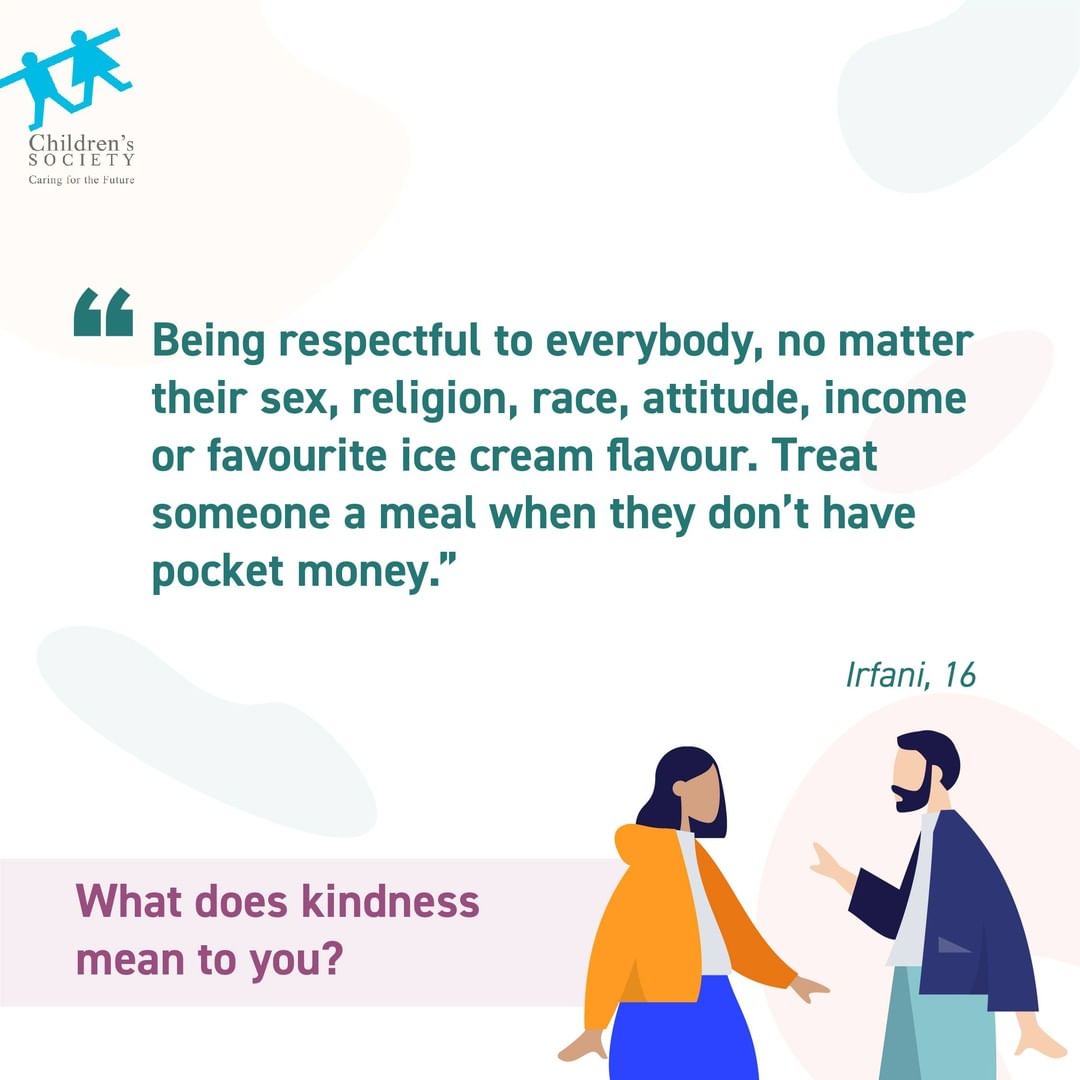 Children's
SOCIETY
Caring for the Future
“Being respectful to everybody, no matter
their sex, religion, race, attitude, income
or favourite ice cream flavour. Treat
someone a meal when they don’t have
pocket money.”
Irfani, 16
What does kindness
mean to you?